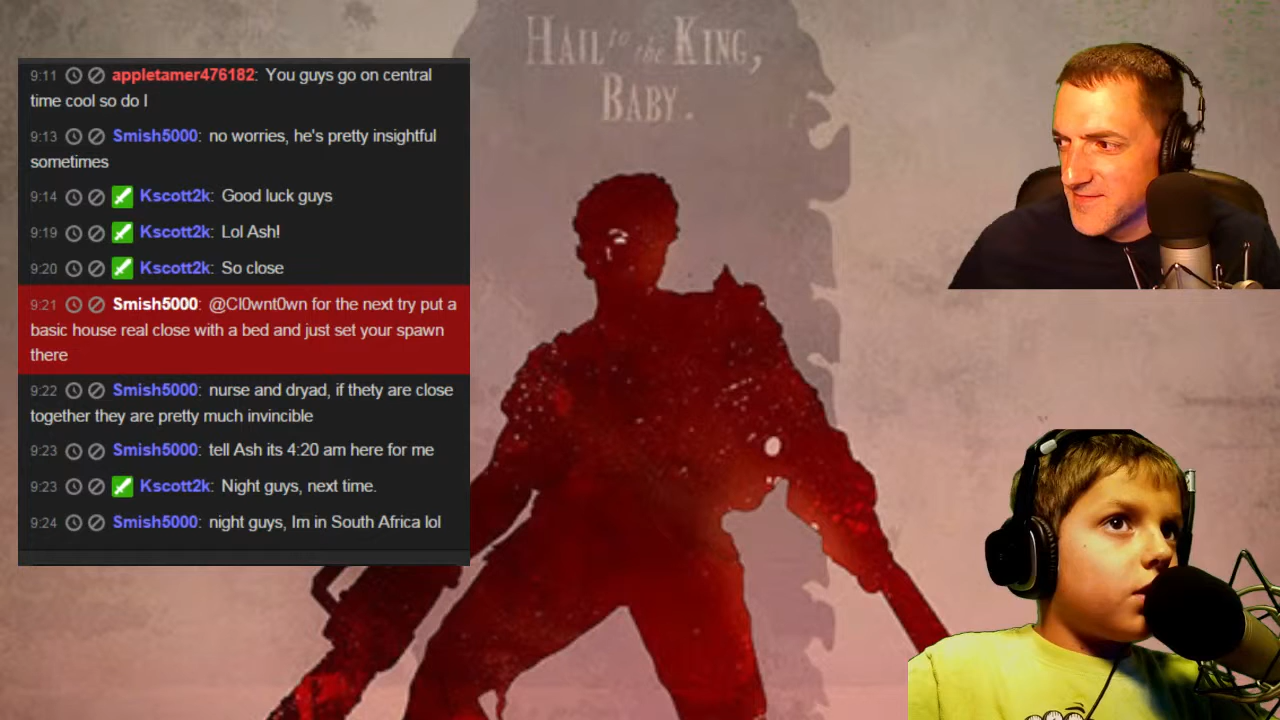 HAIL to the KING,
BABY.
9:11 appletamer476182: You guys go on central
time cool so do I
9:13 Smish5000: no worries, he's pretty insightful
sometimes
9:14 Kscott2k: Good luck guys
9:19 Kscott2k: Lol Ash!
9:20 Kscott2k: So close
9:21 Smish5000: @Cl0wnt0wn for the next try put a
basic house real close with a bed and just set your spawn
there
9:22 Smish5000: nurse and dryad, if thety are close
together they are pretty much invincible
9:23 Smish5000: tell Ash its 4:20 am here for me
9:23 Kscott2k: Night guys, next time.
9:24 Smish5000: night guys, Im in South Africa lol